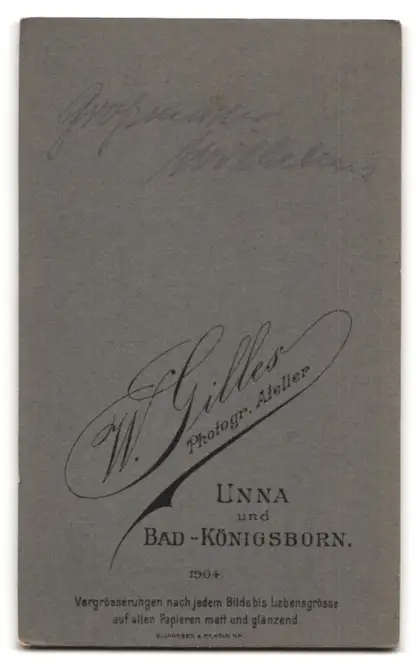 Großmutter
W. Gilles
Photogr. Atelier
UNNA
und
BAD-KÖNIGSBORN.
1904.
Vergrösserungen nach jedem Bilde bis Lebensgrösse
auf allen Papieren matt und glänzend